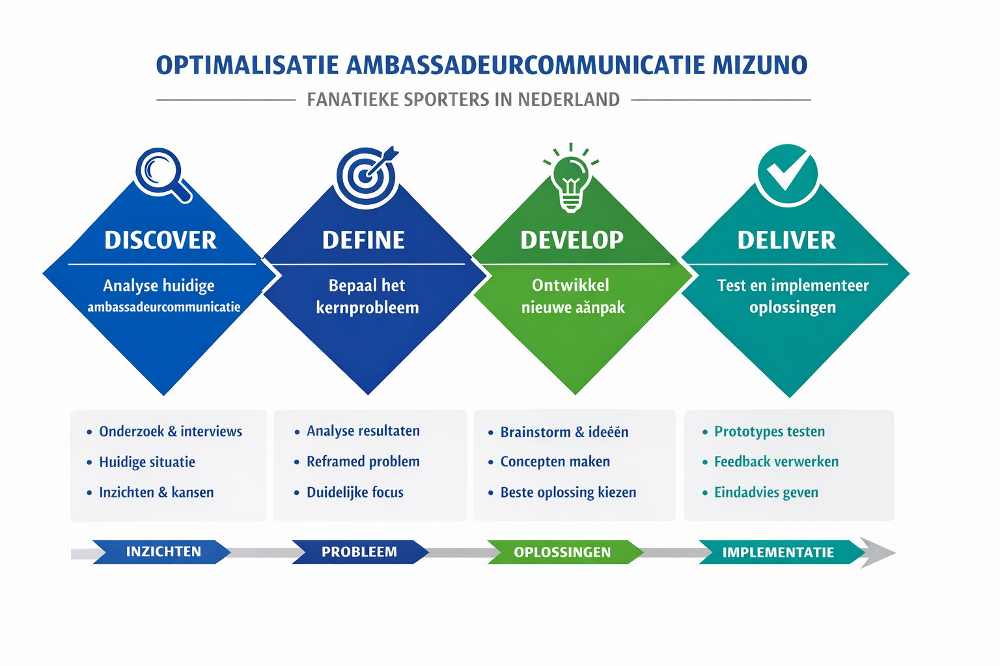 OPTIMALISATIE AMBASSADEURCOMMUNICATIE MIZUNO
FANATIEKE SPORTERS IN NEDERLAND
DISCOVER
Analyse huidige
ambassadeurcommunicatie
DEFINE
Bepaal het
kernprobleem
DEVELOP
Ontwikkel
nieuwe aănpak
DELIVER
Test en implementeer
oplossingen
• Onderzoek & interviews
• Huidige situatie
• Inzichten & kansen
• Analyse resultaten
• Reframed problem
• Duidelijke focus
• Brainstorm & ideéën
• Concepten maken
• Beste oplossing kiezen
• Prototypes testen
• Feedback verwerken
• Eindadvies geven
INZICHTEN
PROBLEEM
OPLOSSINGEN
IMPLEMENTATIE